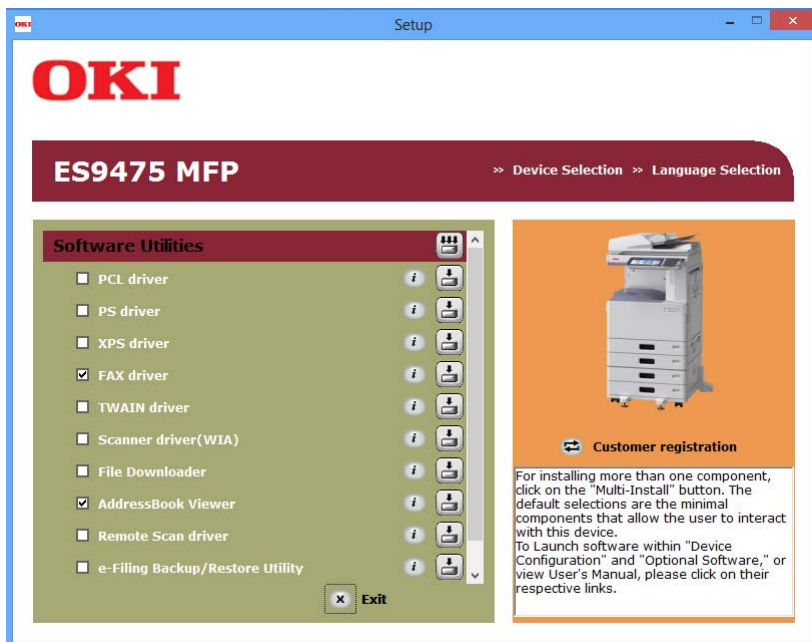 OKI
Setup
OKI
ES9475 MFP
» Device Selection » Language Selection
Software Utilities
PCL driver
PS driver
XPS driver
FAX driver
TWAIN driver
Scanner driver(WIA)
File Downloader
AddressBook Viewer
Remote Scan driver
e-Filing Backup/Restore Utility
x Exit
OKI
Customer registration
For installing more than one component,
click on the "Multi-Install" button. The
default selections are the minimal
components that allow the user to interact
with this device.
To Launch software within "Device
Configuration" and "Optional Software," or
view User's Manual, please click on their
respective links.